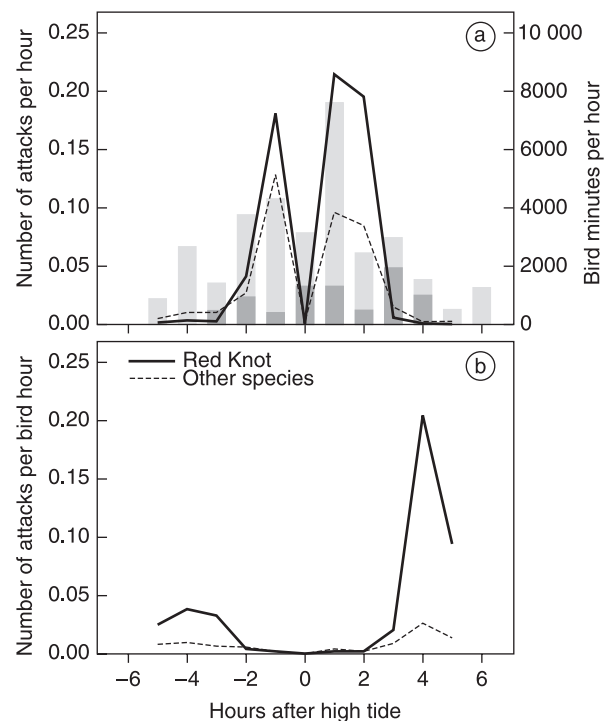 a
0.25
0.20
0.15
0.10
0.05
0.00
Number of attacks per hour
10 000
8000
6000
4000
2000
0
Bird minutes per hour
b
Red Knot
Other species
0.25
0.20
0.15
0.10
0.05
0.00
Number of attacks per bird hour
–6 –4 –2 0 2 4 6
Hours after high tide